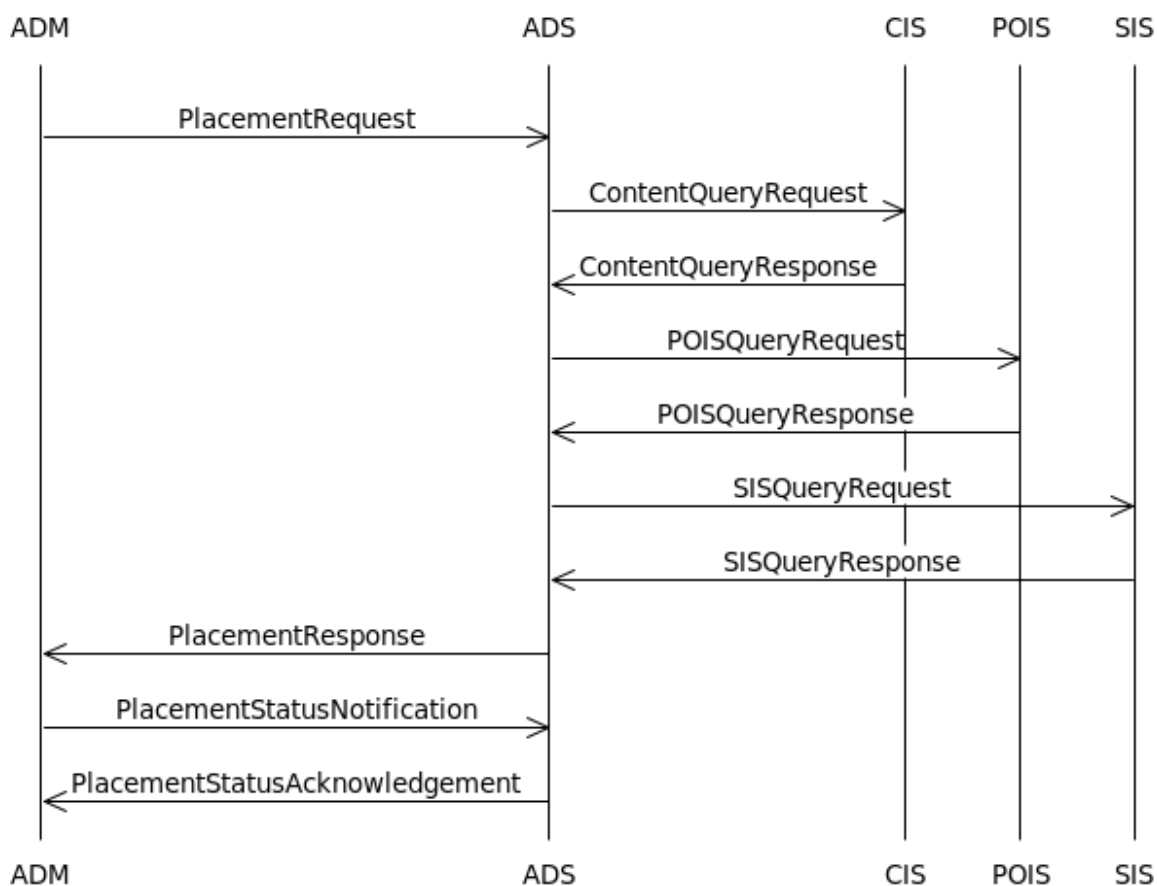 ADM ADS CIS POIS SIS
PlacementRequest
ContentQueryRequest
ContentQueryResponse
POISQueryRequest
POISQueryResponse
SISQueryRequest
SISQueryResponse
PlacementResponse
PlacementStatusNotification
PlacementStatusAcknowledgement
ADM ADS CIS POIS SIS